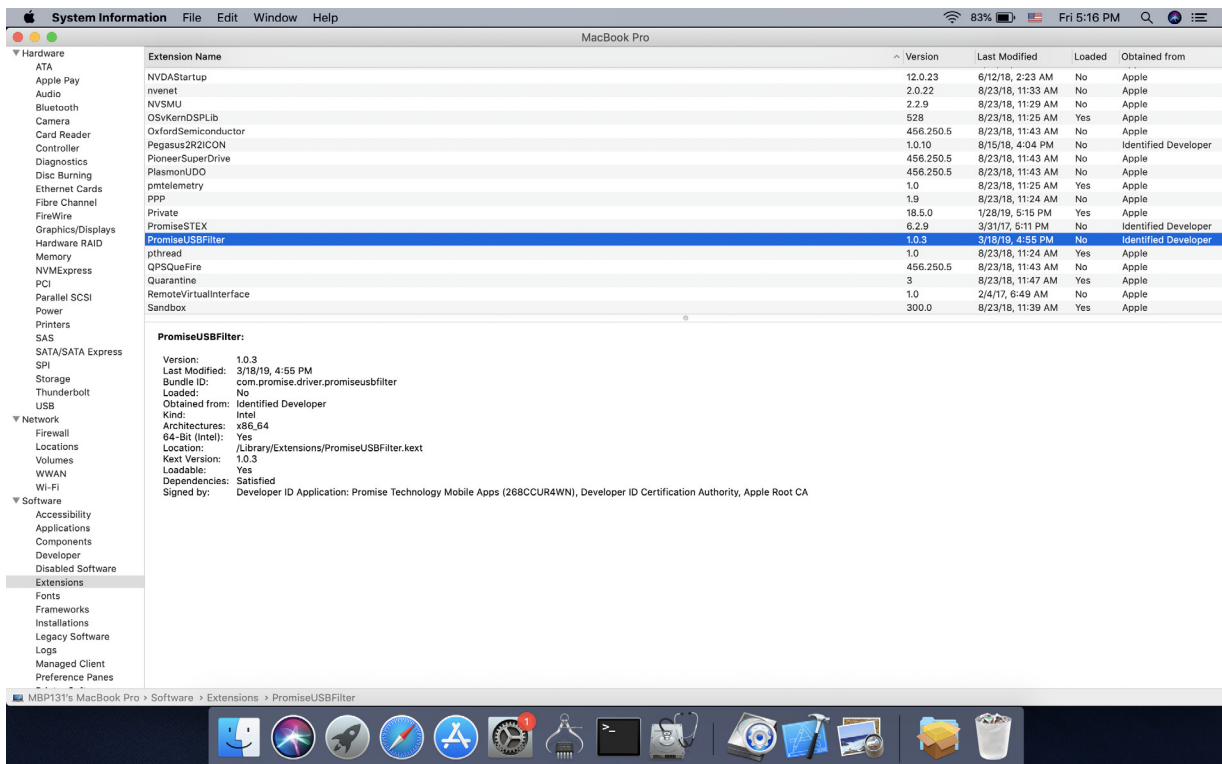 System Information File Edit Window Help 83% Fri 5:16 PM
MacBook Pro
Hardware
ATA
Apple Pay
Audio
Bluetooth
Camera
Card Reader
Controller
Diagnostics
Disc Burning
Ethernet Cards
Fibre Channel
FireWire
Graphics/Displays
Hardware RAID
Memory
NVMExpress
PCI
Parallel SCSI
Power
Printers
SAS
SATA/SATA Express
SPI
Storage
Thunderbolt
USB
Network
Firewall
Locations
Volumes
WWAN
Wi-Fi
Software
Accessibility
Applications
Components
Developer
Disabled Software
Extensions
Fonts
Frameworks
Installations
Legacy Software
Logs
Managed Client
Preference Panes
Extension Name Version Last Modified Loaded Obtained from
NVDAStartup 12.0.23 6/12/18, 2:23 AM No Apple
nvenet 2.0.22 8/23/18, 11:33 AM No Apple
NVSMU 2.2.9 8/23/18, 11:29 AM No Apple
OSvKernDSPLib 528 8/23/18, 11:25 AM Yes Apple
OxfordSemiconductor 456.250.5 8/23/18, 11:43 AM No Apple
Pegasus2R2ICON 1.0.10 8/15/18, 4:04 PM No Identified Developer
PioneerSuperDrive 456.250.5 8/23/18, 11:43 AM No Apple
PlasmonUDO 456.250.5 8/23/18, 11:43 AM No Apple
pmtelemetry 1.0 8/23/18, 11:25 AM Yes Apple
PPP 1.9 8/23/18, 11:24 AM No Apple
Private 18.5.0 1/28/19, 5:15 PM Yes Apple
PromiseSTEX 6.2.9 3/31/17, 5:11 PM No Identified Developer
PromiseUSBFilter 1.0.3 3/18/19, 4:55 PM No Identified Developer
pthread 1.0 8/23/18, 11:24 AM Yes Apple
QPSQueFire 456.250.5 8/23/18, 11:43 AM No Apple
Quarantine 3 8/23/18, 11:47 AM Yes Apple
RemoteVirtualInterface 1.0 2/4/17, 6:49 AM No Apple
Sandbox 300.0 8/23/18, 11:39 AM Yes Apple
PromiseUSBFilter:
Version: 1.0.3
Last Modified: 3/18/19, 4:55 PM
Bundle ID: com.promise.driver.promiseusbfilter
Loaded: No
Obtained from: Identified Developer
Kind: Intel
Architectures: x86_64
64-Bit (Intel): Yes
Location: /Library/Extensions/PromiseUSBFilter.kext
Kext Version: 1.0.3
Loadable: Yes
Dependencies: Satisfied
Signed by: Developer ID Application: Promise Technology Mobile Apps (268CCUR4WN), Developer ID Certification Authority, Apple Root CA
MBP131's MacBook Pro › Software › Extensions › PromiseUSBFilter
1
>_